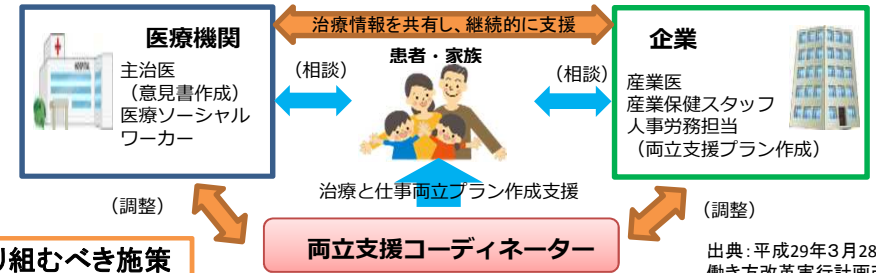 治療情報を共有し、継続的に支援
医療機関
主治医
（意見書作成）
医療ソーシャル
ワーカー
HOSPITAL
（相談）
患者・家族
（相談）
企業
産業医
産業保健スタッフ
人事労務担当
（両立支援プラン作成）
治療と仕事両立プラン作成支援
（調整）
（調整）
両立支援コーディネーター
り組むべき施策
出典：平成29年3月28
働き方改革実行計画